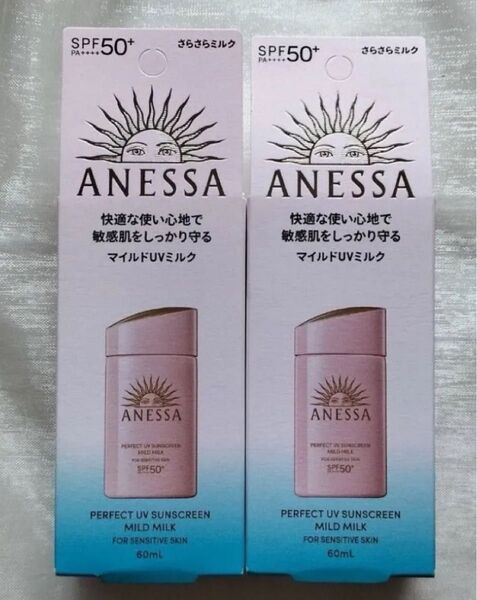 SPF50+
PA++++
さらさらミルク
ANESSA
快適な使い心地で
敏感肌をしっかり守る
マイルドUVミルク
ANESSA
PERFECT UV SUNSCREEN
MILD MILK
FOR SENSITIVE SKIN
SPF50+
PERFECT UV SUNSCREEN
MILD MILK
FOR SENSITIVE SKIN
60mL
SPF50+
PA++++
さらさらミルク
ANESSA
快適な使い心地で
敏感肌をしっかり守る
マイルドUVミルク
ANESSA
PERFECT UV SUNSCREEN
MILD MILK
FOR SENSITIVE SKIN
SPF50+
PERFECT UV SUNSCREEN
MILD MILK
FOR SENSITIVE SKIN
60mL